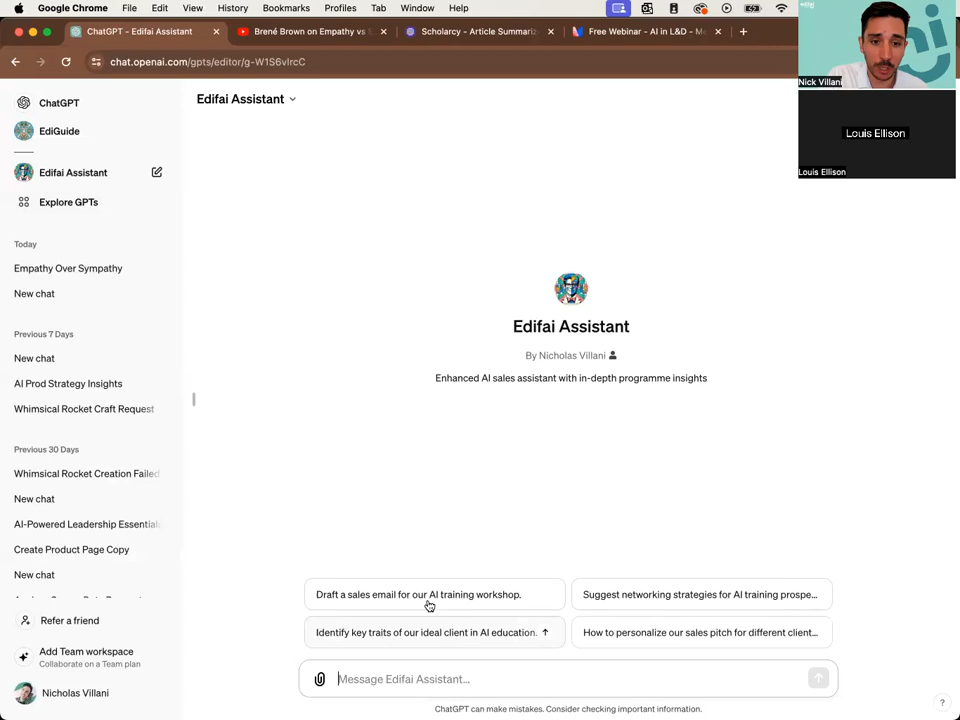 Google Chrome File Edit View History Bookmarks Profiles Tab Window Help
ChatGPT - Edifai Assistant
Brené Brown on Empathy vs
Scholarcy - Article Summariz
Free Webinar - AI in L&D - Me
chat.openai.com/gpts/editor/g-W1S6vIrcC
Nick Villani
Louis Ellison
Louis Ellison
ChatGPT
EdiGuide
Edifai Assistant
Explore GPTs
Today
Empathy Over Sympathy
New chat
Previous 7 Days
New chat
AI Prod Strategy Insights
Whimsical Rocket Craft Request
Previous 30 Days
Whimsical Rocket Creation Failed
New chat
AI-Powered Leadership Essentials
Create Product Page Copy
New chat
Refer a friend
Add Team workspace
Collaborate on a Team plan
Nicholas Villani
Edifai Assistant
Edifai Assistant
By Nicholas Villani
Enhanced AI sales assistant with in-depth programme insights
Draft a sales email for our AI training workshop.
Suggest networking strategies for AI training prospe...
Identify key traits of our ideal client in AI education.
How to personalize our sales pitch for different client...
Message Edifai Assistant...
ChatGPT can make mistakes. Consider checking important information.
?